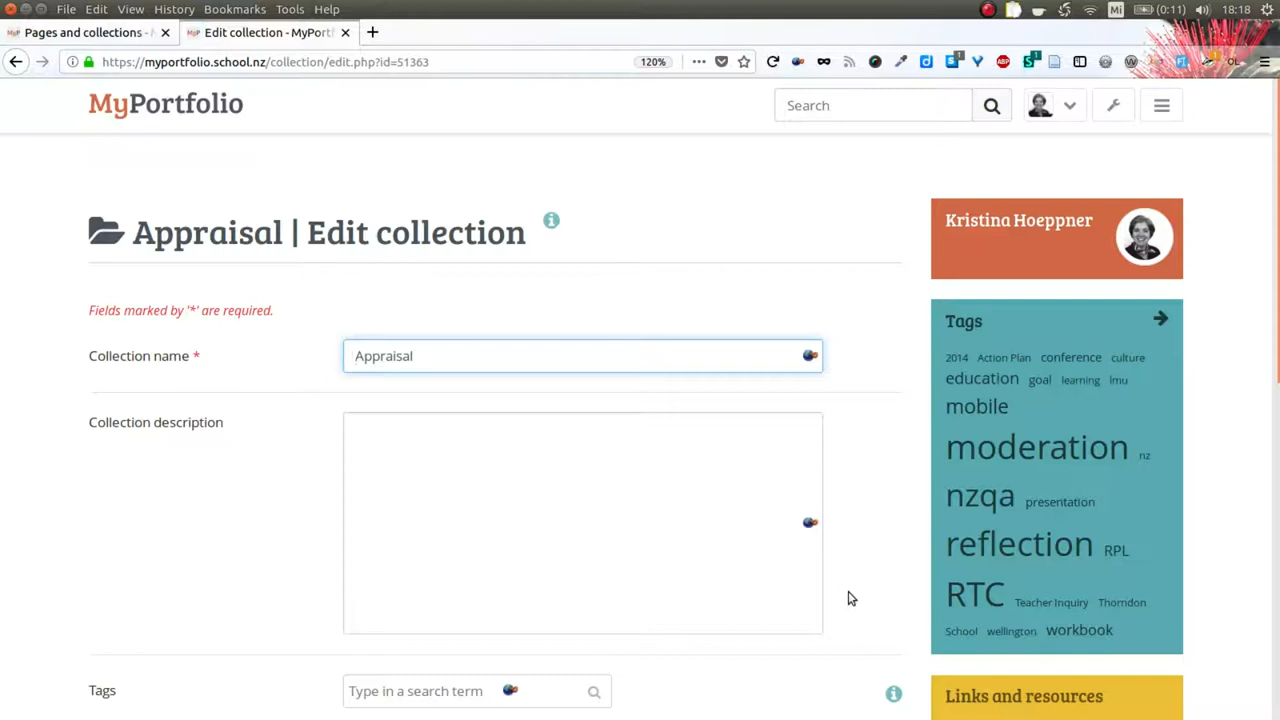 File Edit View History Bookmarks Tools Help
Mi (0:11) 18:18
Pages and collections - Edit collection - MyPortf
https://myportfolio.school.nz/collection/edit.php?id=51363 120%
MyPortfolio
Search
Appraisal | Edit collection
Kristina Hoeppner
Fields marked by '*' are required.
Collection name *
Appraisal
Collection description
Tags
Type in a search term
Tags
2014 Action Plan conference culture
education goal learning lmu
mobile
moderation nz
nzqa presentation
reflection RPL
RTC Teacher Inquiry Thorndon
School wellington workbook
Links and resources